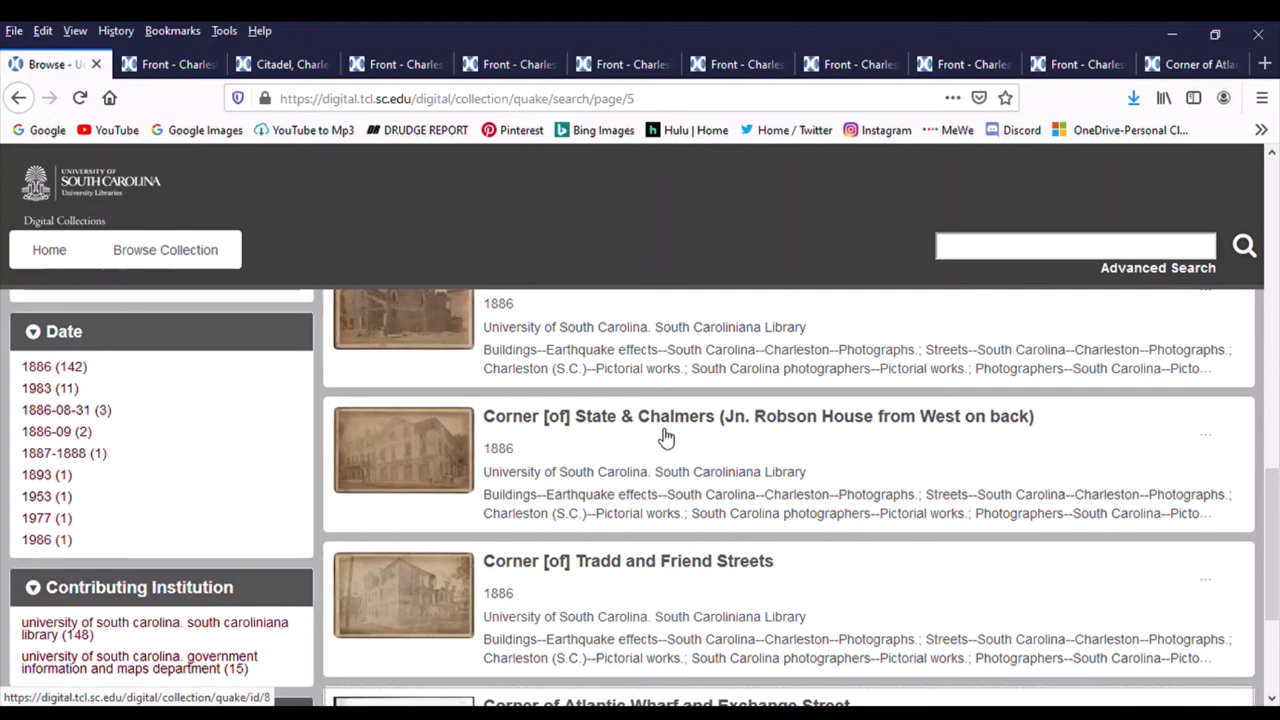 File Edit View History Bookmarks Tools Help
Browse - U
Front - Charles
Citadel, Charle
Front - Charles
Front - Charles
Front - Charles
Front - Charles
Front - Charles
Front - Charles
Front - Charles
Corner of Atla
https://digital.tcl.sc.edu/digital/collection/quake/search/page/5
Google YouTube Google Images YouTube to Mp3 DRUDGE REPORT Pinterest Bing Images Hulu | Home Home / Twitter Instagram MeWe Discord OneDrive-Personal Cl...
UNIVERSITY OF
SOUTH CAROLINA
University Libraries
Digital Collections
Home Browse Collection
Advanced Search
Date
1886 (142)
1983 (11)
1886-08-31 (3)
1886-09 (2)
1887-1888 (1)
1893 (1)
1953 (1)
1977 (1)
1986 (1)
Contributing Institution
university of south carolina. south caroliniana
library (148)
university of south carolina. government
information and maps department (15)
1886
University of South Carolina. South Caroliniana Library
Buildings--Earthquake effects--South Carolina--Charleston--Photographs.; Streets--South Carolina--Charleston--Photographs.;
Charleston (S.C.)--Pictorial works.; South Carolina photographers--Pictorial works.; Photographers--South Carolina--Picto...
Corner [of] State & Chalmers (Jn. Robson House from West on back)
1886
University of South Carolina. South Caroliniana Library
Buildings--Earthquake effects--South Carolina--Charleston--Photographs.; Streets--South Carolina--Charleston--Photographs.;
Charleston (S.C.)--Pictorial works.; South Carolina photographers--Pictorial works.; Photographers--South Carolina--Picto...
Corner [of] Tradd and Friend Streets
1886
University of South Carolina. South Caroliniana Library
Buildings--Earthquake effects--South Carolina--Charleston--Photographs.; Streets--South Carolina--Charleston--Photographs.;
Charleston (S.C.)--Pictorial works.; South Carolina photographers--Pictorial works.; Photographers--South Carolina--Picto...
Corner of Atlantic Wharf and Exchange Street
https://digital.tcl.sc.edu/digital/collection/quake/id/8